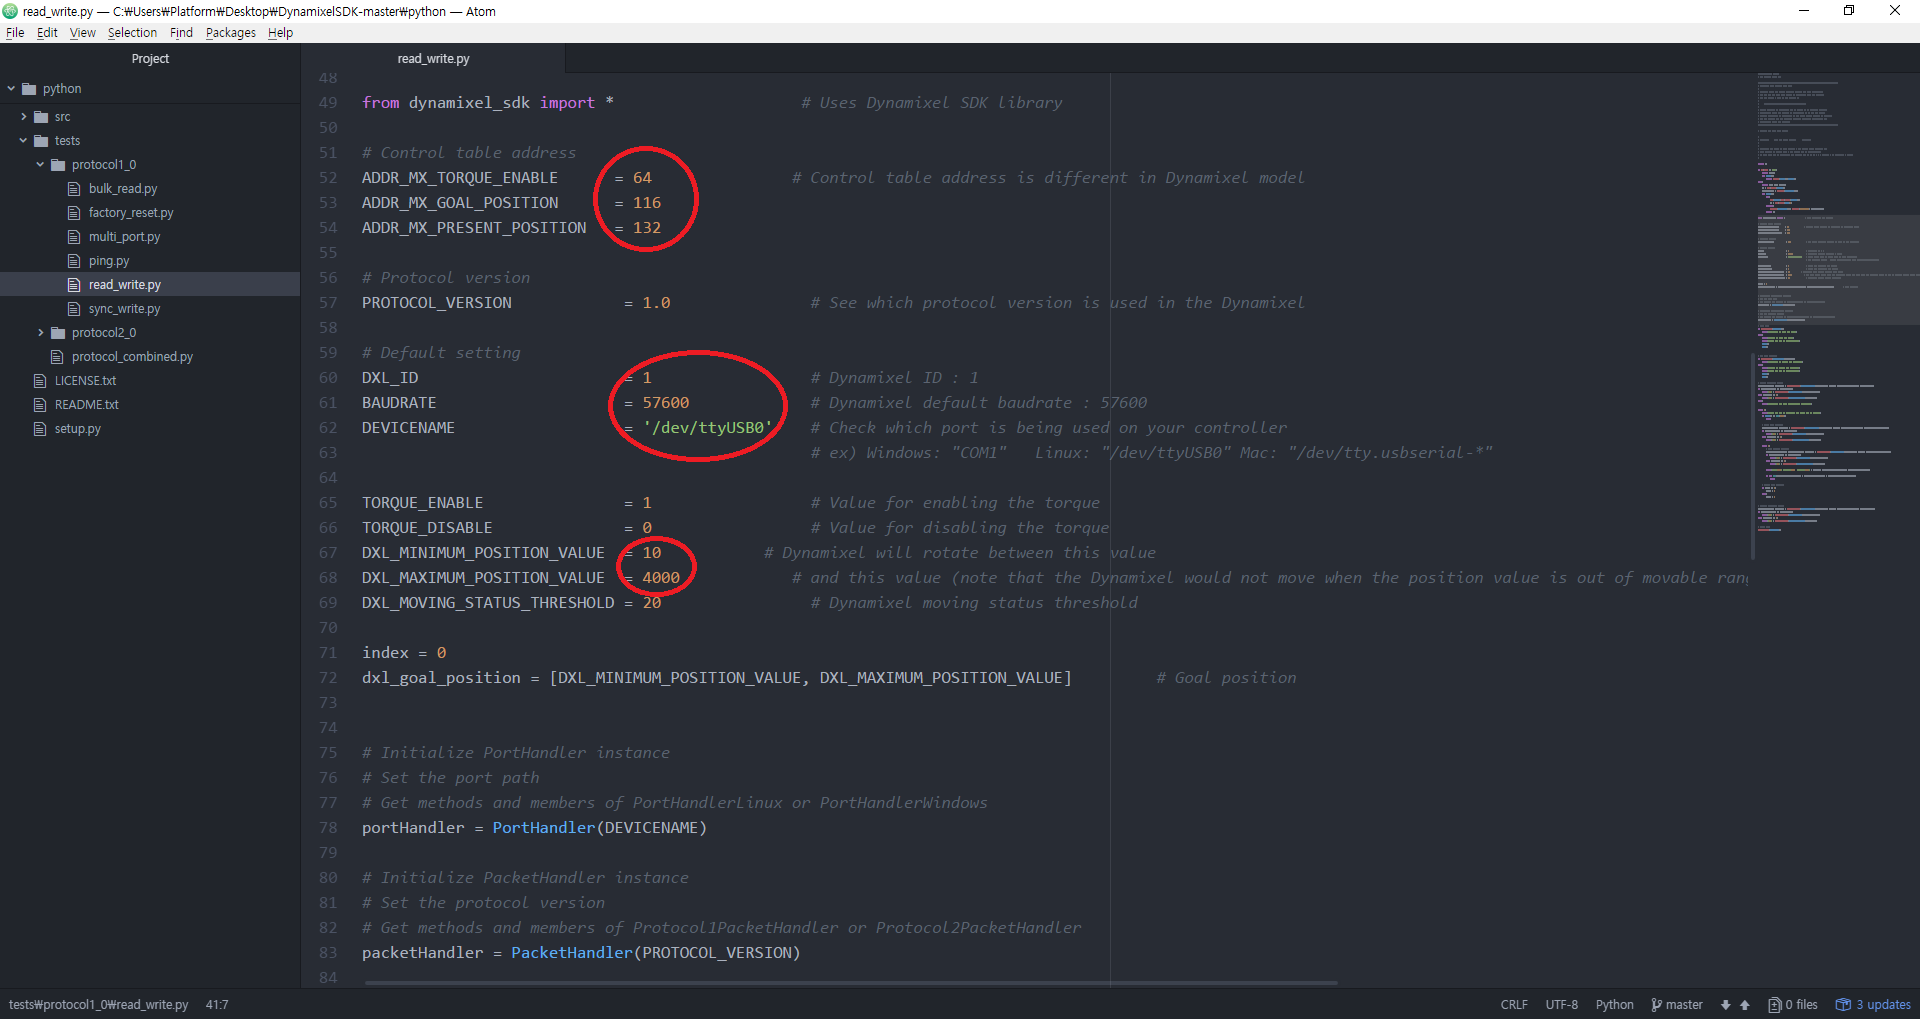 read_write.py — C:₩Users₩Platform₩Desktop₩DynamixelSDK-master₩python — Atom
File Edit View Selection Find Packages Help
Project
python
src
tests
protocol1_0
bulk_read.py
factory_reset.py
multi_port.py
ping.py
read_write.py
sync_write.py
protocol2_0
protocol_combined.py
LICENSE.txt
README.txt
setup.py
read_write.py
48
49 from dynamixel_sdk import * # Uses Dynamixel SDK library
50
51 # Control table address
52 ADDR_MX_TORQUE_ENABLE = 64 # Control table address is different in Dynamixel model
53 ADDR_MX_GOAL_POSITION = 116
54 ADDR_MX_PRESENT_POSITION = 132
55
56 # Protocol version
57 PROTOCOL_VERSION = 1.0 # See which protocol version is used in the Dynamixel
58
59 # Default setting
60 DXL_ID = 1 # Dynamixel ID : 1
61 BAUDRATE = 57600 # Dynamixel default baudrate : 57600
62 DEVICENAME = '/dev/ttyUSB0' # Check which port is being used on your controller
63 # ex) Windows: "COM1" Linux: "/dev/ttyUSB0" Mac: "/dev/tty.usbserial-*"
64
65 TORQUE_ENABLE = 1 # Value for enabling the torque
66 TORQUE_DISABLE = 0 # Value for disabling the torque
67 DXL_MINIMUM_POSITION_VALUE = 10 # Dynamixel will rotate between this value
68 DXL_MAXIMUM_POSITION_VALUE = 4000 # and this value (note that the Dynamixel would not move when the position value is out of movable ran
69 DXL_MOVING_STATUS_THRESHOLD = 20 # Dynamixel moving status threshold
70
71 index = 0
72 dxl_goal_position = [DXL_MINIMUM_POSITION_VALUE, DXL_MAXIMUM_POSITION_VALUE] # Goal position
73
74
75 # Initialize PortHandler instance
76 # Set the port path
77 # Get methods and members of PortHandlerLinux or PortHandlerWindows
78 portHandler = PortHandler(DEVICENAME)
79
80 # Initialize PacketHandler instance
81 # Set the protocol version
82 # Get methods and members of Protocol1PacketHandler or Protocol2PacketHandler
83 packetHandler = PacketHandler(PROTOCOL_VERSION)
84
tests₩protocol1_0₩read_write.py 41:7 CRLF UTF-8 Python master 0 files 3 updates